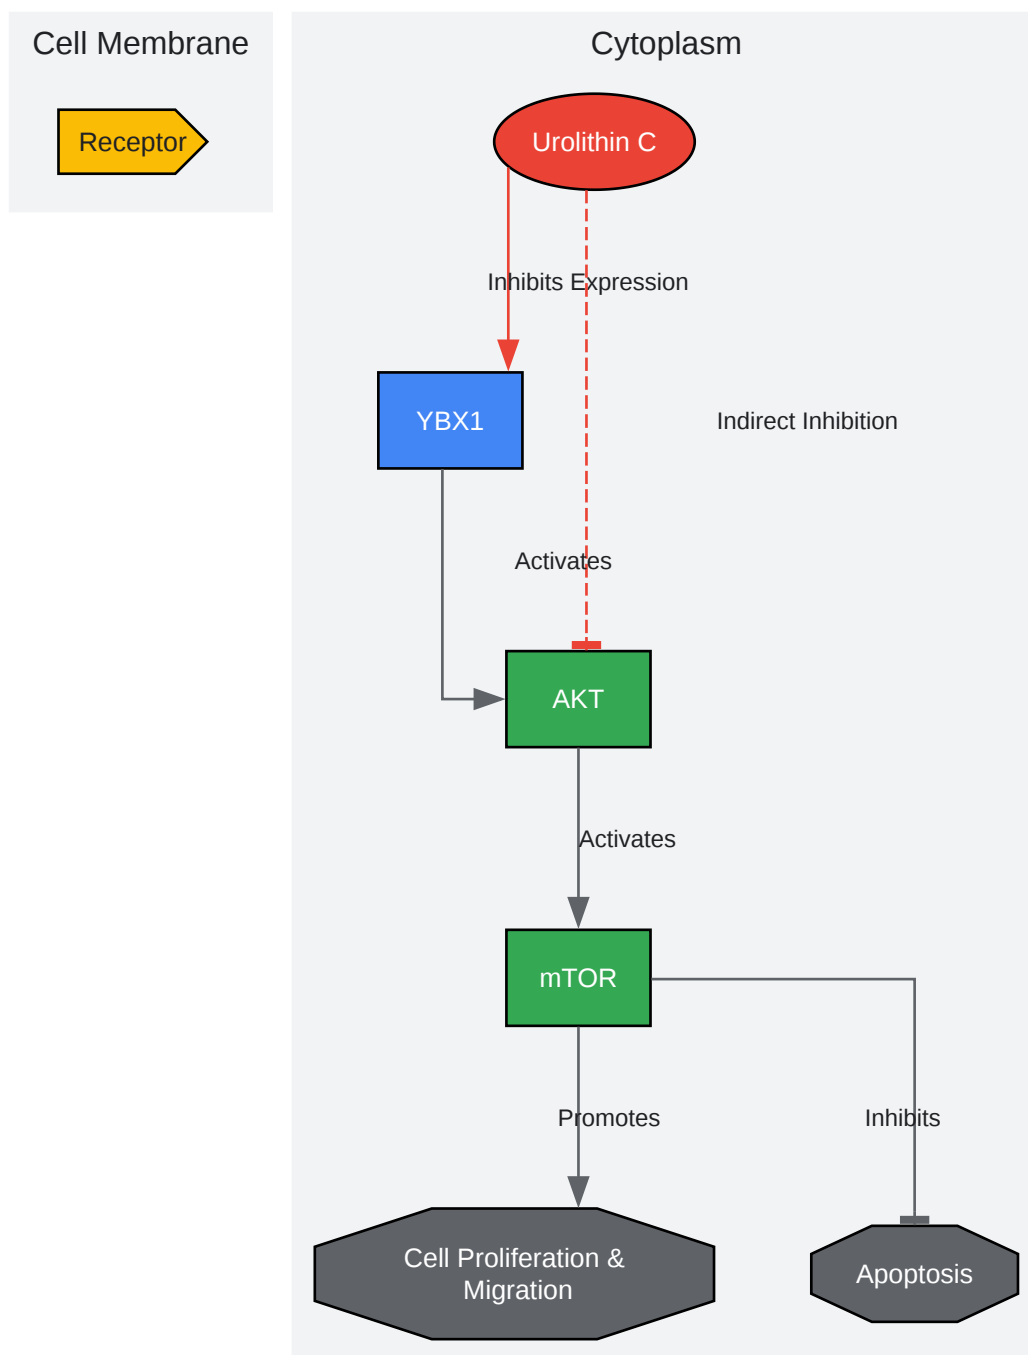 Cell Membrane
Cytoplasm
Receptor
Urolithin C
Inhibits Expression
YBX1
Indirect Inhibition
Activates
AKT
Activates
mTOR
Promotes
Inhibits
Cell Proliferation &
Migration
Apoptosis